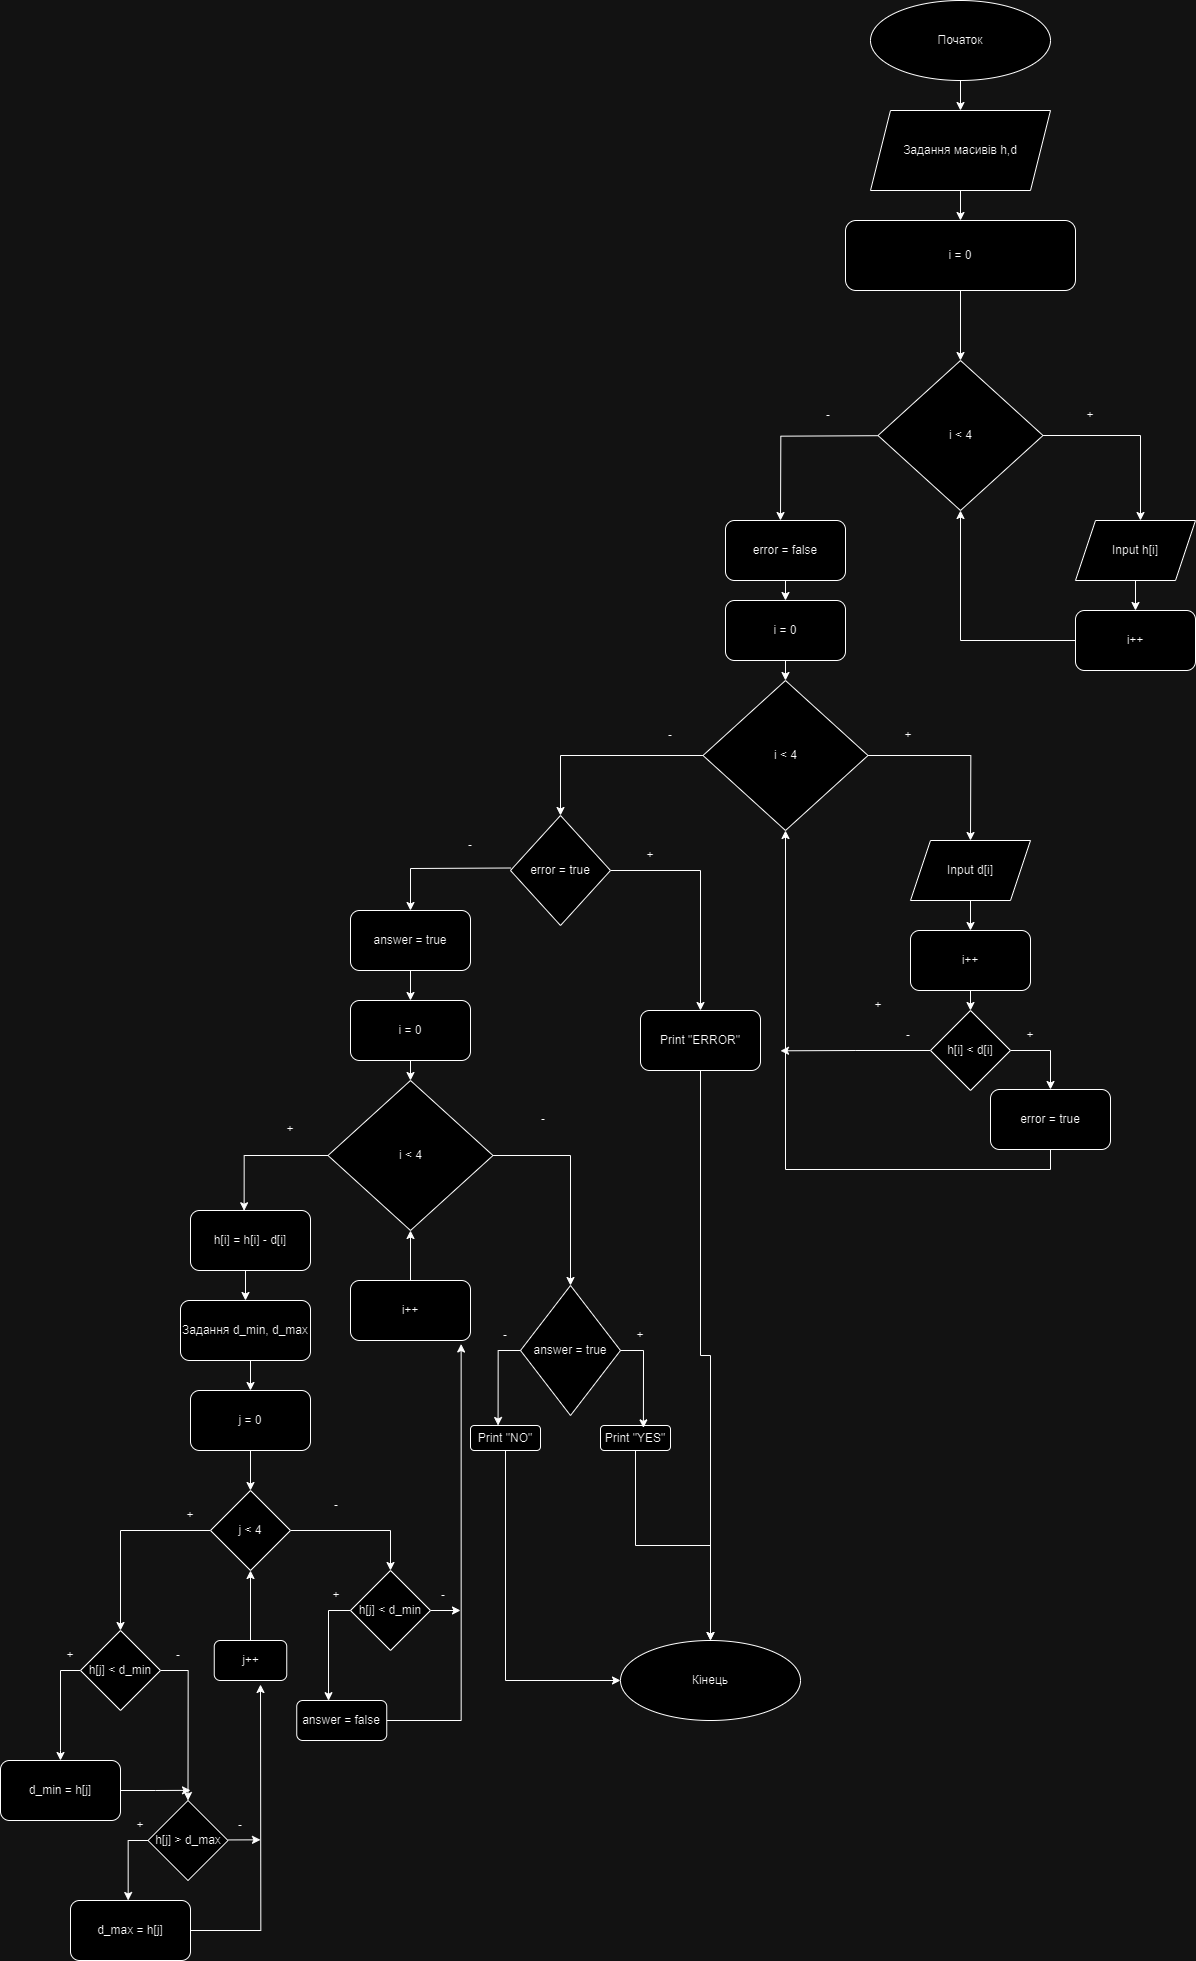 Початок
Задання масивів h,d
i = 0
i < 4
-
+
error = false
Input h[i]
i = 0
i++
i < 4
-
+
error = true
-
+
Input d[i]
answer = true
i++
i = 0
Print "ERROR"
+
h[i] < d[i]
-
+
error = true
i < 4
+
-
h[i] = h[i] - d[i]
i++
Задання d_min, d_max
answer = true
-
+
j = 0
Print "NO"
Print "YES"
j < 4
+
-
h[j] < d_min
+
-
h[j] < d_min
+
-
j++
Кінець
answer = false
d_min = h[j]
h[j] > d_max
+
-
d_max = h[j]